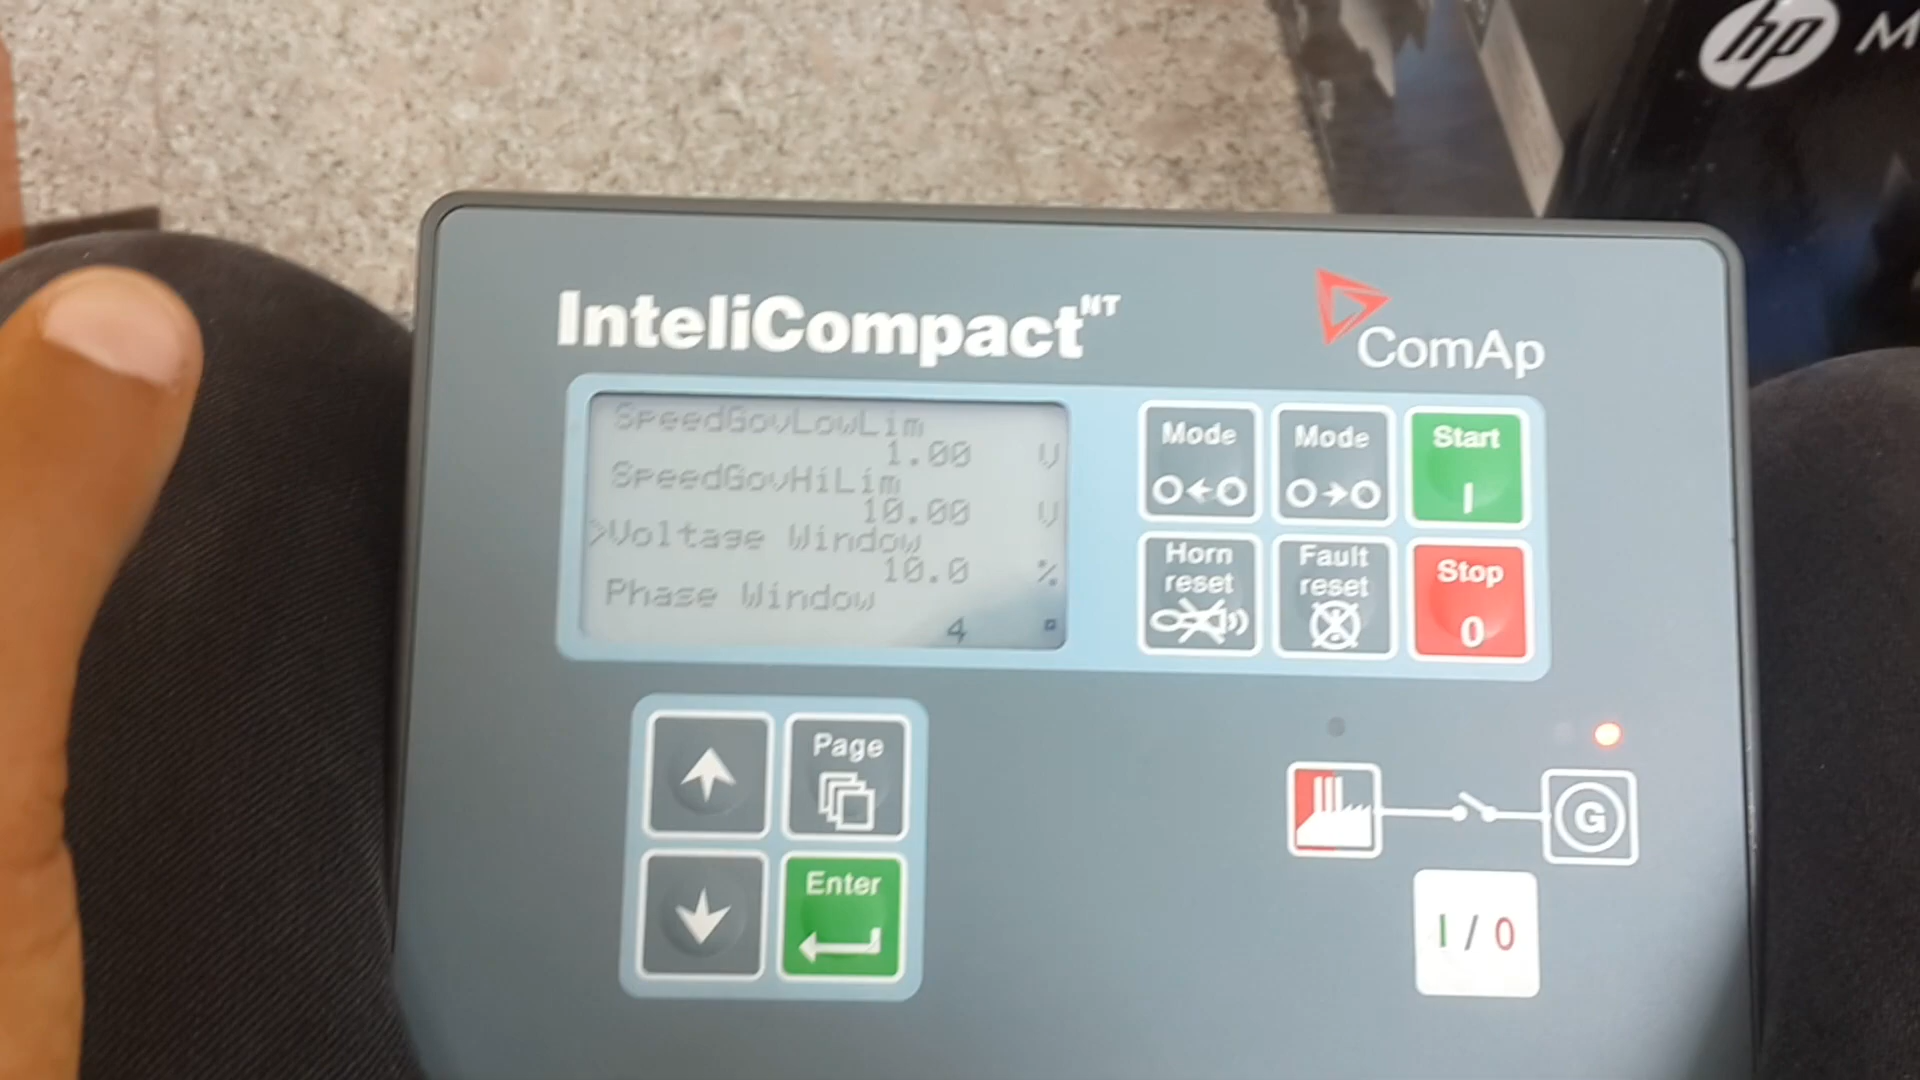 hp M
InteliCompact NT
ComAp
SpeedGovLowLim
1.00 V
SpeedGovHiLim
10.00 V
>Voltage Window
10.0 %
Phase Window
4 °
Mode
Mode
Start
I
Horn
reset
Fault
reset
Stop
0
Page
Enter
G
I / 0